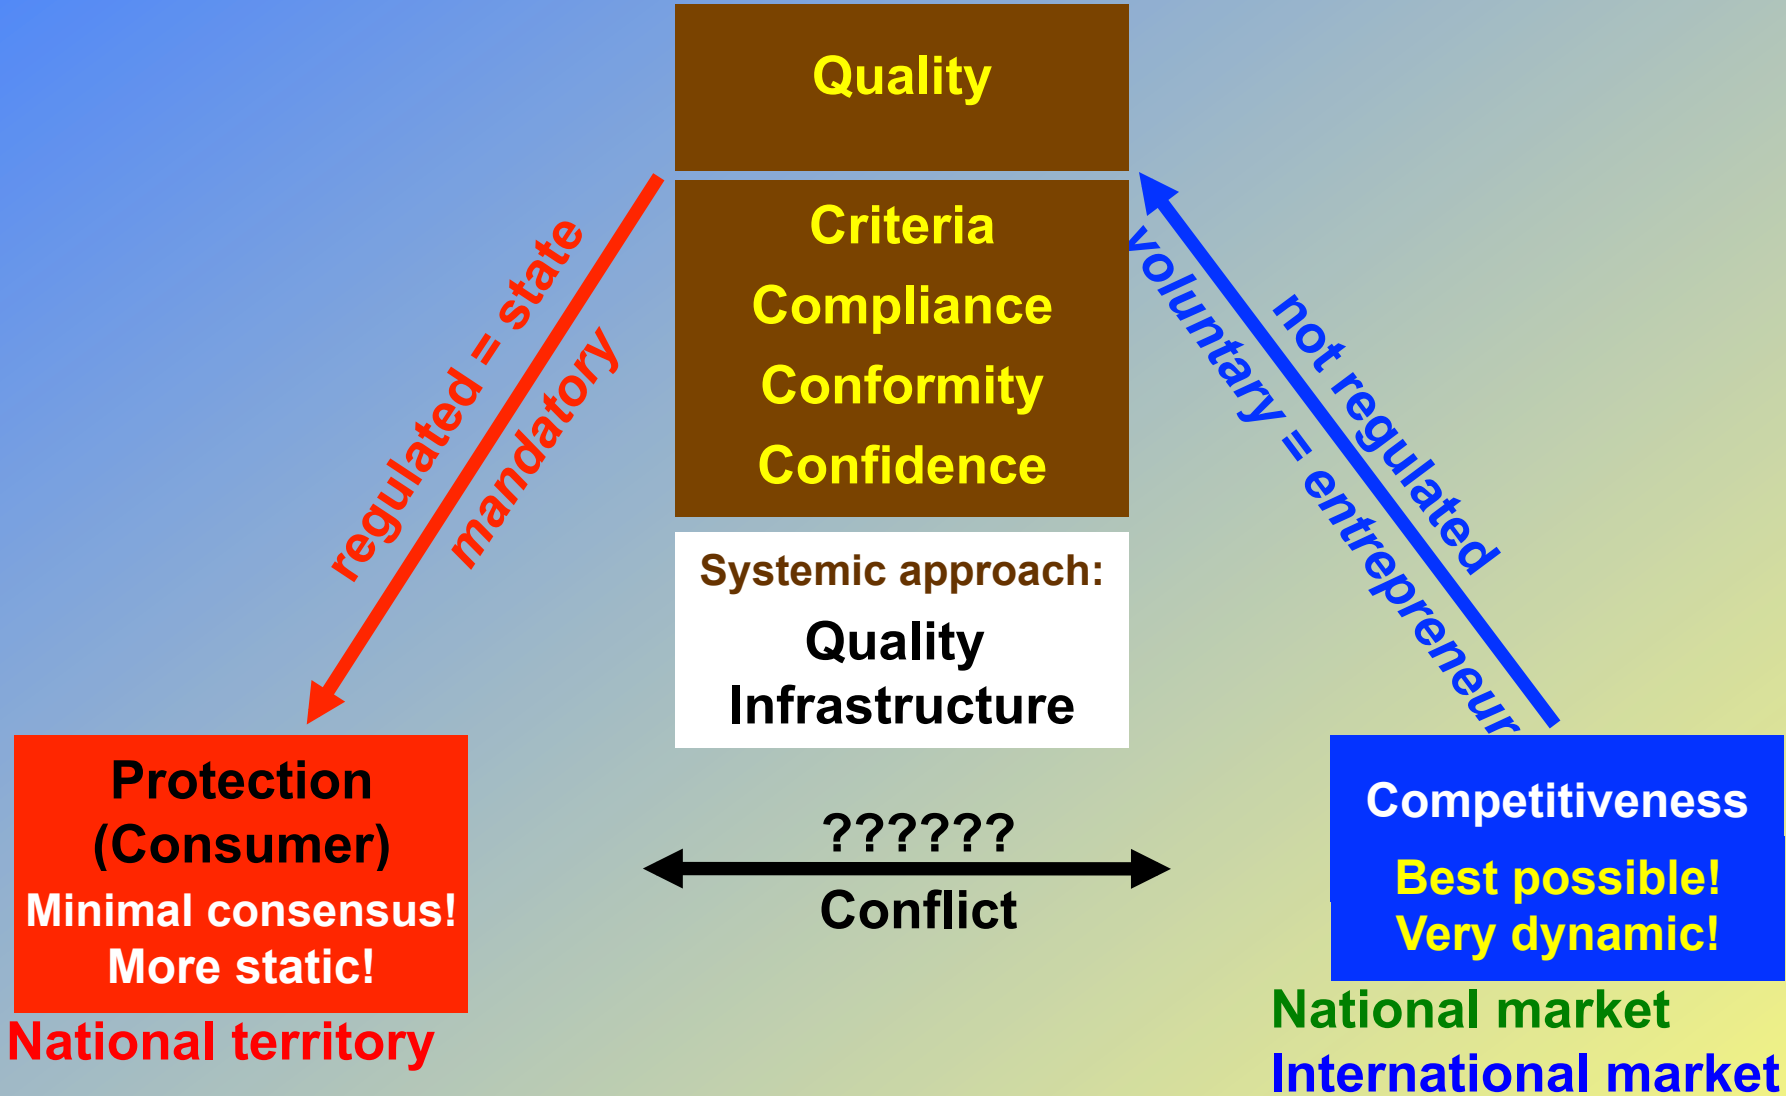 Quality
Criteria
Compliance
Conformity
Confidence
Systemic approach:
Quality
Infrastructure
regulated = state
mandatory
not regulated
voluntary = entrepreneur
Protection
(Consumer)
Minimal consensus!
More static!
National territory
??????
Conflict
Competitiveness
Best possible!
Very dynamic!
National market
International market